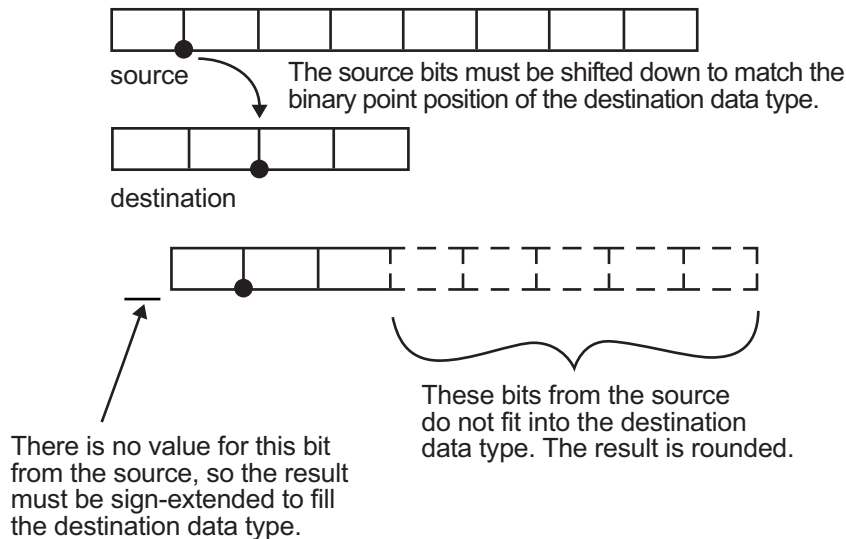 source
The source bits must be shifted down to match the
binary point position of the destination data type.
destination
These bits from the source
do not fit into the destination
data type. The result is rounded.
There is no value for this bit
from the source, so the result
must be sign-extended to fill
the destination data type.